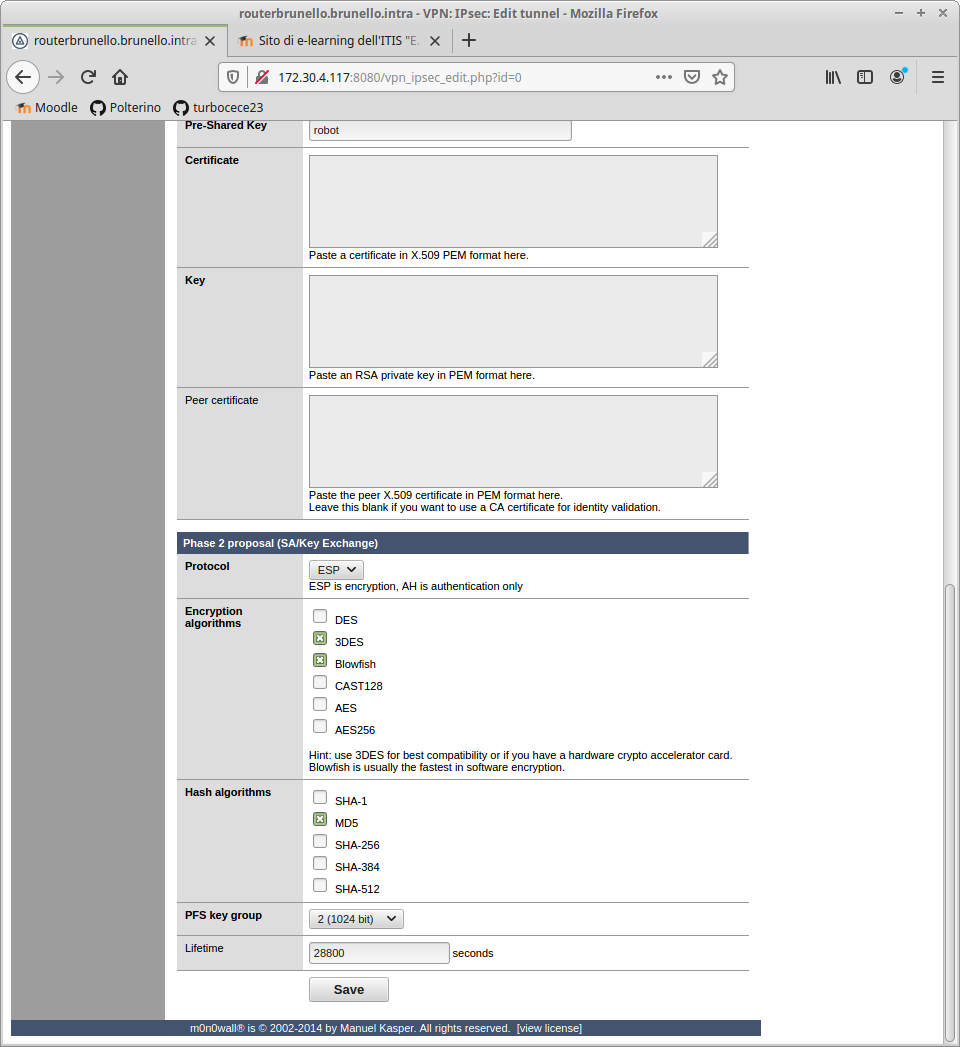 routerbrunello.brunello.intra - VPN: IPsec: Edit tunnel - Mozilla Firefox
routerbrunello.brunello.intra
Sito di e-learning dell'ITIS "E.
172.30.4.117:8080/vpn_ipsec_edit.php?id=0
Moodle Polterino turbocece23
Pre-Shared Key robot
Certificate
Paste a certificate in X.509 PEM format here.
Key
Paste an RSA private key in PEM format here.
Peer certificate
Paste the peer X.509 certificate in PEM format here.
Leave this blank if you want to use a CA certificate for identity validation.
Phase 2 proposal (SA/Key Exchange)
Protocol ESP
ESP is encryption, AH is authentication only
Encryption
algorithms
DES
3DES
Blowfish
CAST128
AES
AES256
Hint: use 3DES for best compatibility or if you have a hardware crypto accelerator card.
Blowfish is usually the fastest in software encryption.
Hash algorithms
SHA-1
MD5
SHA-256
SHA-384
SHA-512
PFS key group 2 (1024 bit)
Lifetime 28800 seconds
Save
m0n0wall® is © 2002-2014 by Manuel Kasper. All rights reserved. [view license]